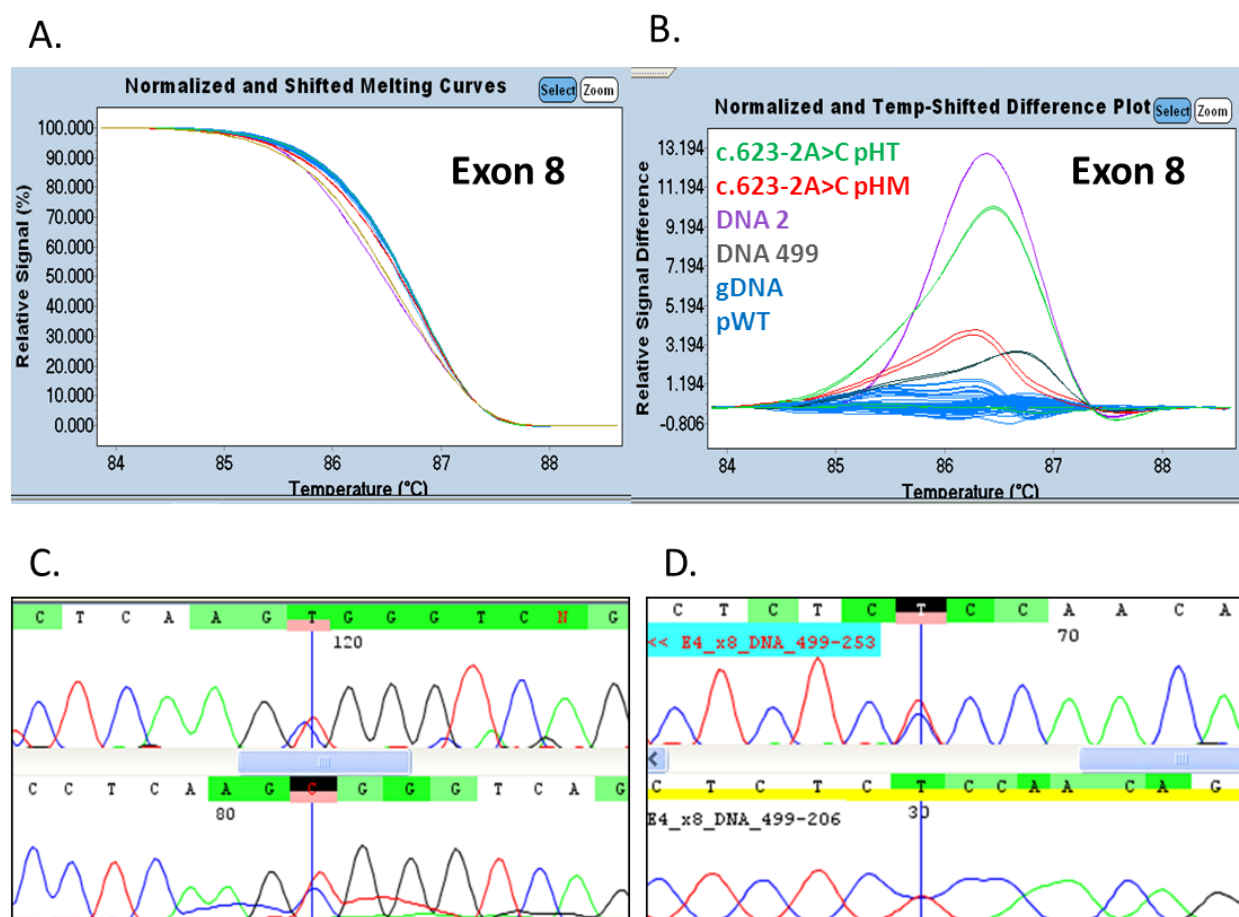 A.
B.
Normalized and Shifted Melting Curves
Select Zoom
Relative Signal (%)
100.000
90.000
80.000
70.000
60.000
50.000
40.000
30.000
20.000
10.000
0.000
Exon 8
84 85 86 87 88
Temperature (°C)
Normalized and Temp-Shifted Difference Plot
Select Zoom
Relative Signal Difference
13.194
11.194
9.194
7.194
5.194
3.194
1.194
-0.806
c.623-2A>C pHT
c.623-2A>C pHM
DNA 2
DNA 499
gDNA
pWT
Exon 8
84 85 86 87 88
Temperature (°C)
C.
C T C A A G T G G G T C N G
120
C C T C A A G C G G G T C A G
80
D.
C T C T C T C C A A C A
70
<< E4_x8_DNA_499-253
C T C T C T C C A A C A G
30
E4_x8_DNA_499-206